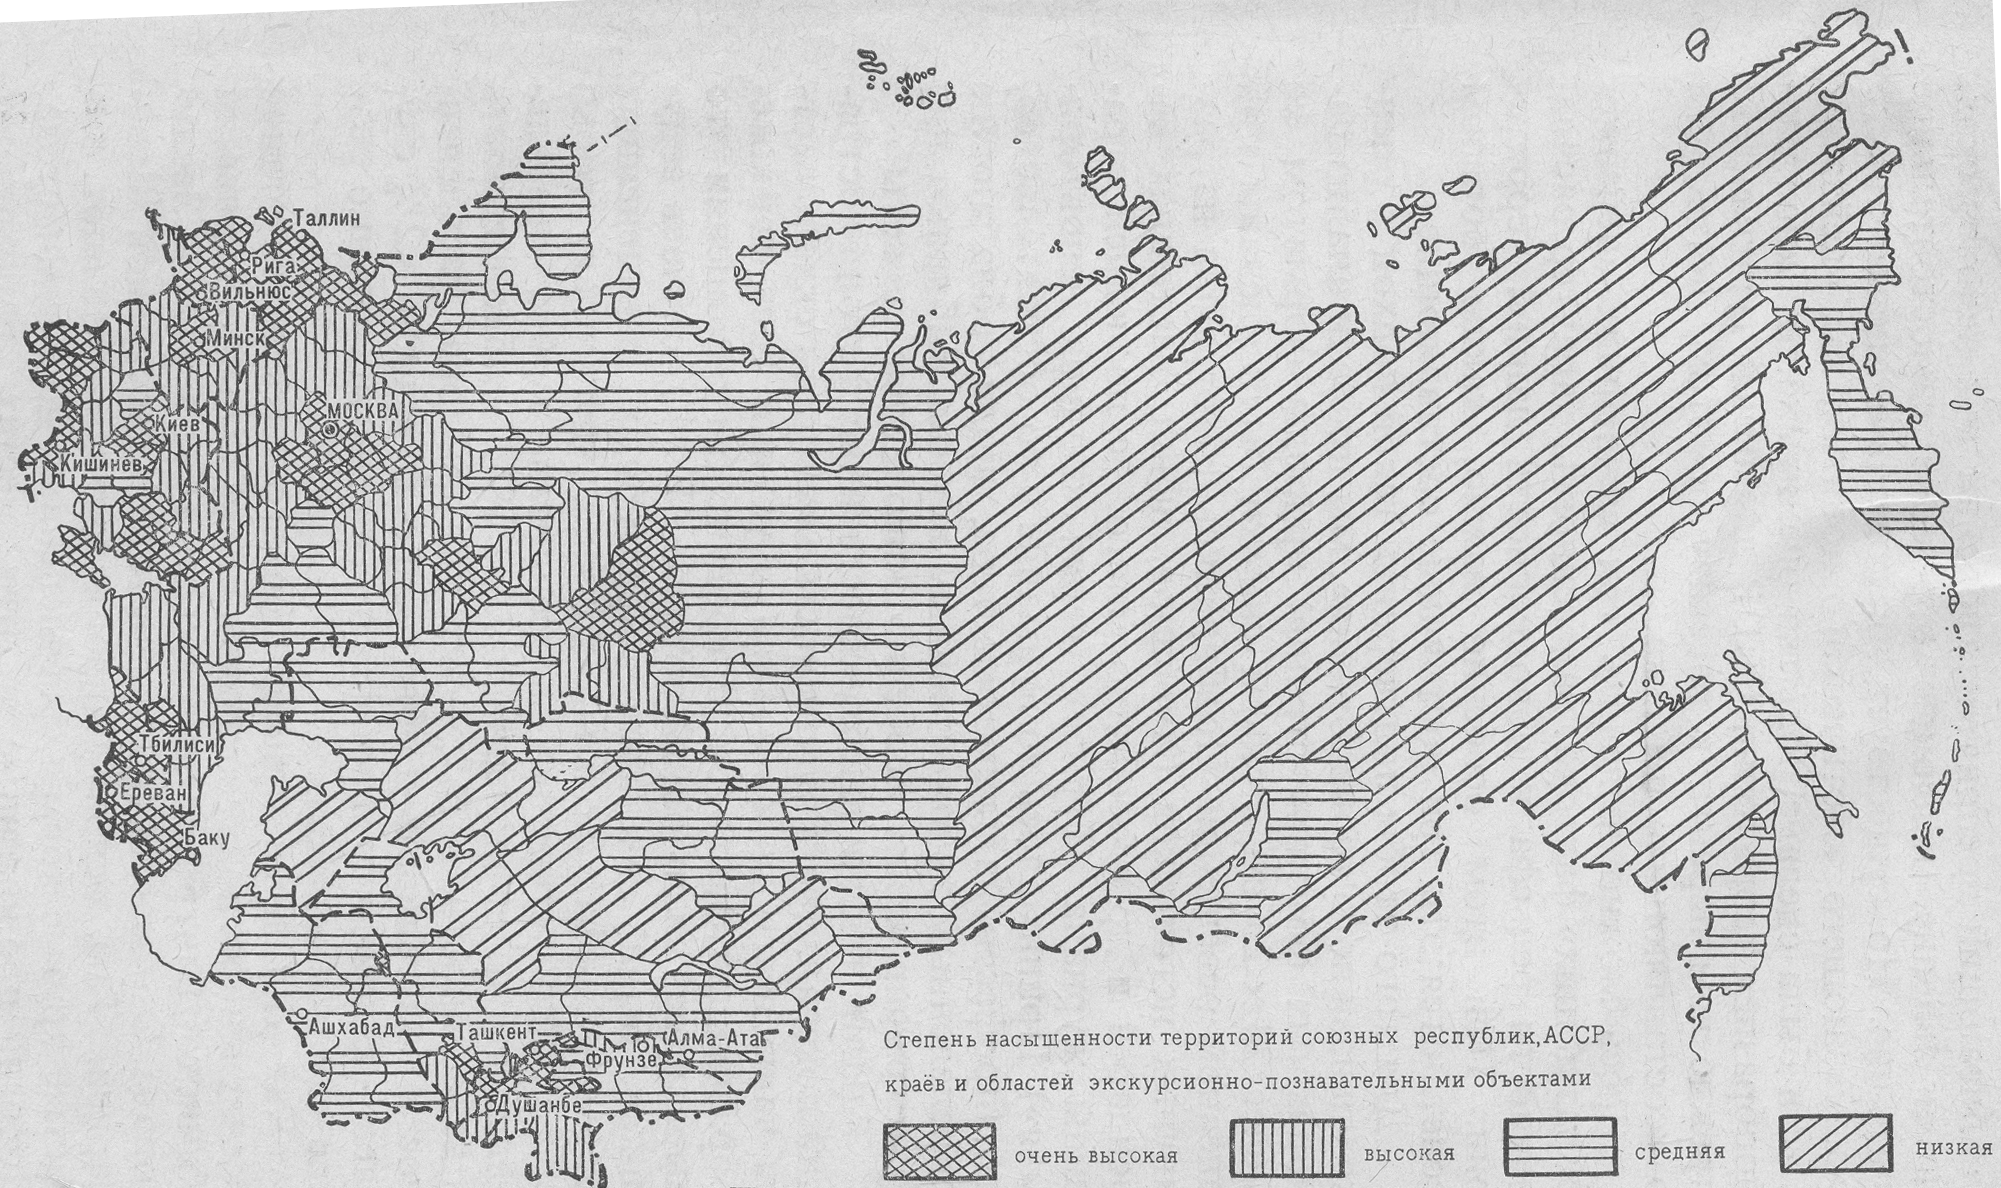 Таллин
Рига
Вильнюс
Минск
МОСКВА
Киев
Кишинев
Тбилиси
Ереван
Баку
Ашхабад
Ташкент
Алма-Ата
Фрунзе
Душанбе
Степень насыщенности территорий союзных республик, АССР,
краёв и областей экскурсионно-познавательными объектами
очень высокая
высокая
средняя
низкая